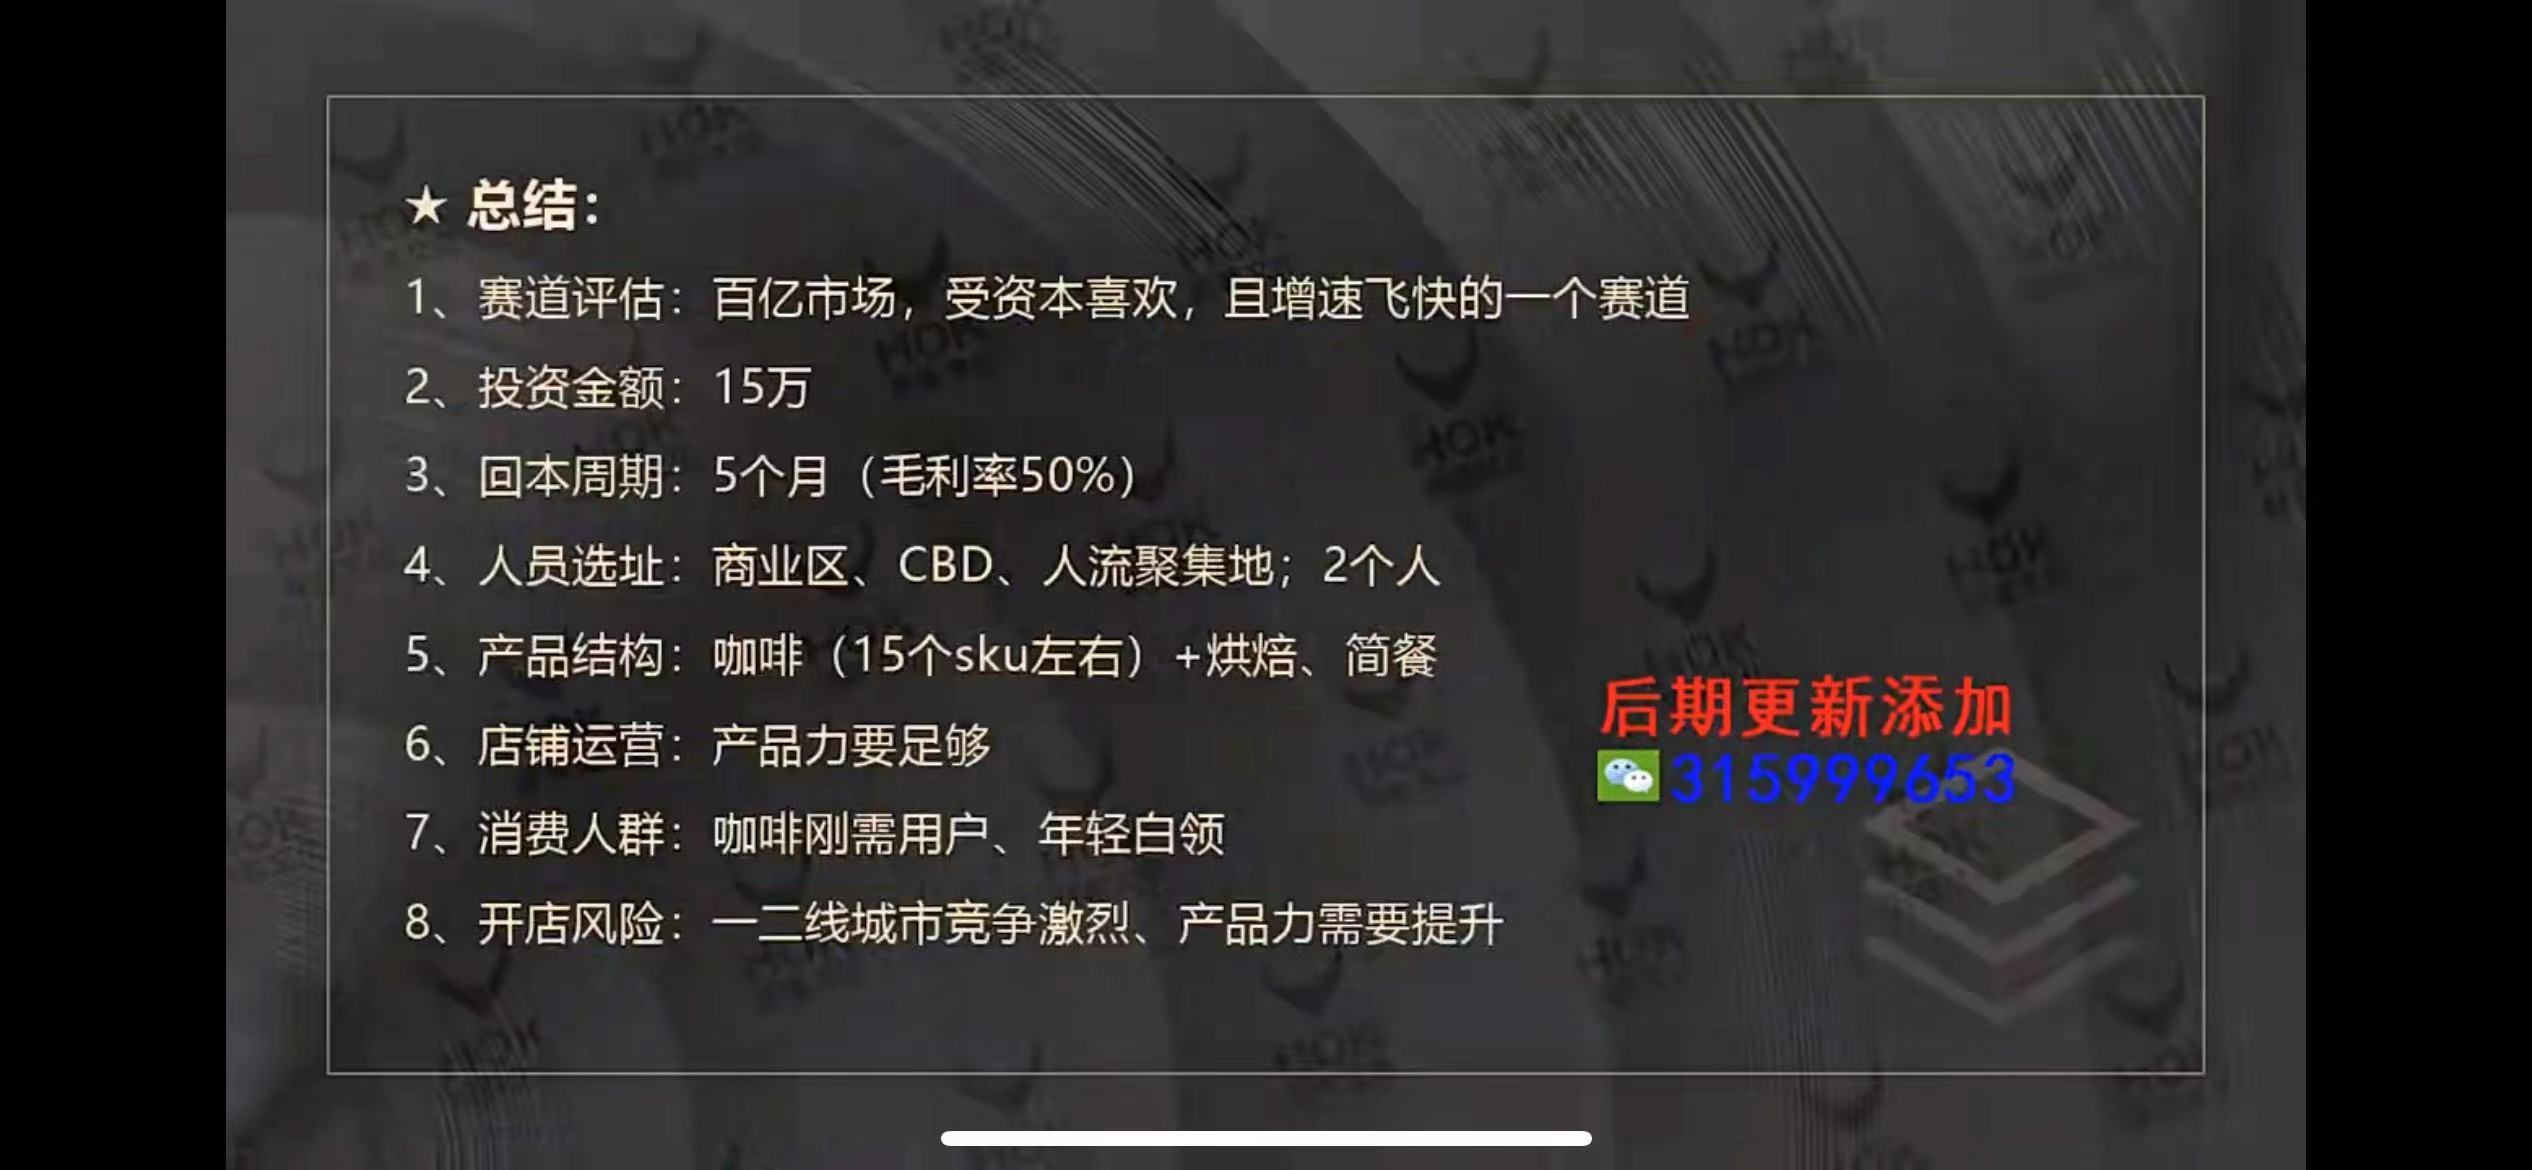 ★ 总结：
1、赛道评估：百亿市场，受资本喜欢，且增速飞快的一个赛道
2、投资金额：15万
3、回本周期：5个月（毛利率50%）
4、人员选址：商业区、CBD、人流聚集地；2个人
5、产品结构：咖啡（15个sku左右）+烘焙、简餐
6、店铺运营：产品力要足够
后期更新添加
315999653
7、消费人群：咖啡刚需用户、年轻白领
8、开店风险：一二线城市竞争激烈、产品力需要提升